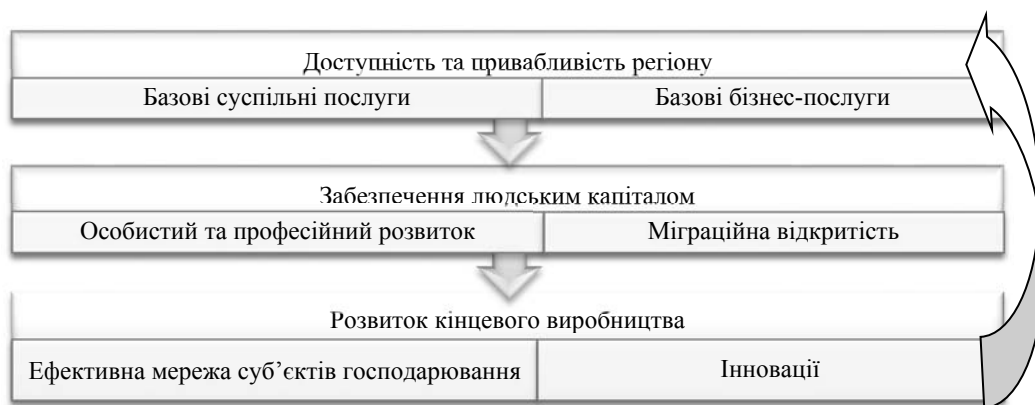 Доступність та привабливість регіону
Базові суспільні послуги
Базові бізнес-послуги
Забезпечення людським капіталом
Особистий та професійний розвиток
Міграційна відкритість
Розвиток кінцевого виробництва
Ефективна мережа суб’єктів господарювання
Інновації